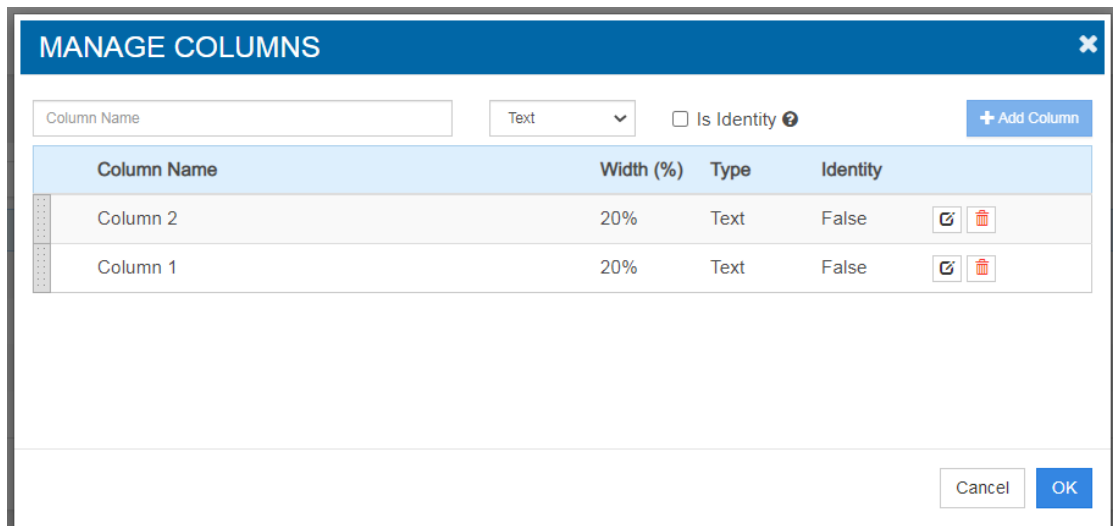 MANAGE COLUMNS
Column Name Text Is Identity Add Column
Column Name Width (%) Type Identity
Column 2 20% Text False
Column 1 20% Text False
Cancel OK